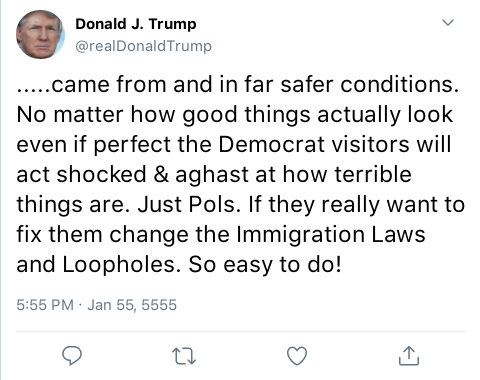 Donald J. Trump
@realDonaldTrump
.....came from and in far safer conditions.
No matter how good things actually look
even if perfect the Democrat visitors will
act shocked & aghast at how terrible
things are. Just Pols. If they really want to
fix them change the Immigration Laws
and Loopholes. So easy to do!
5:55 PM · Jan 55, 5555